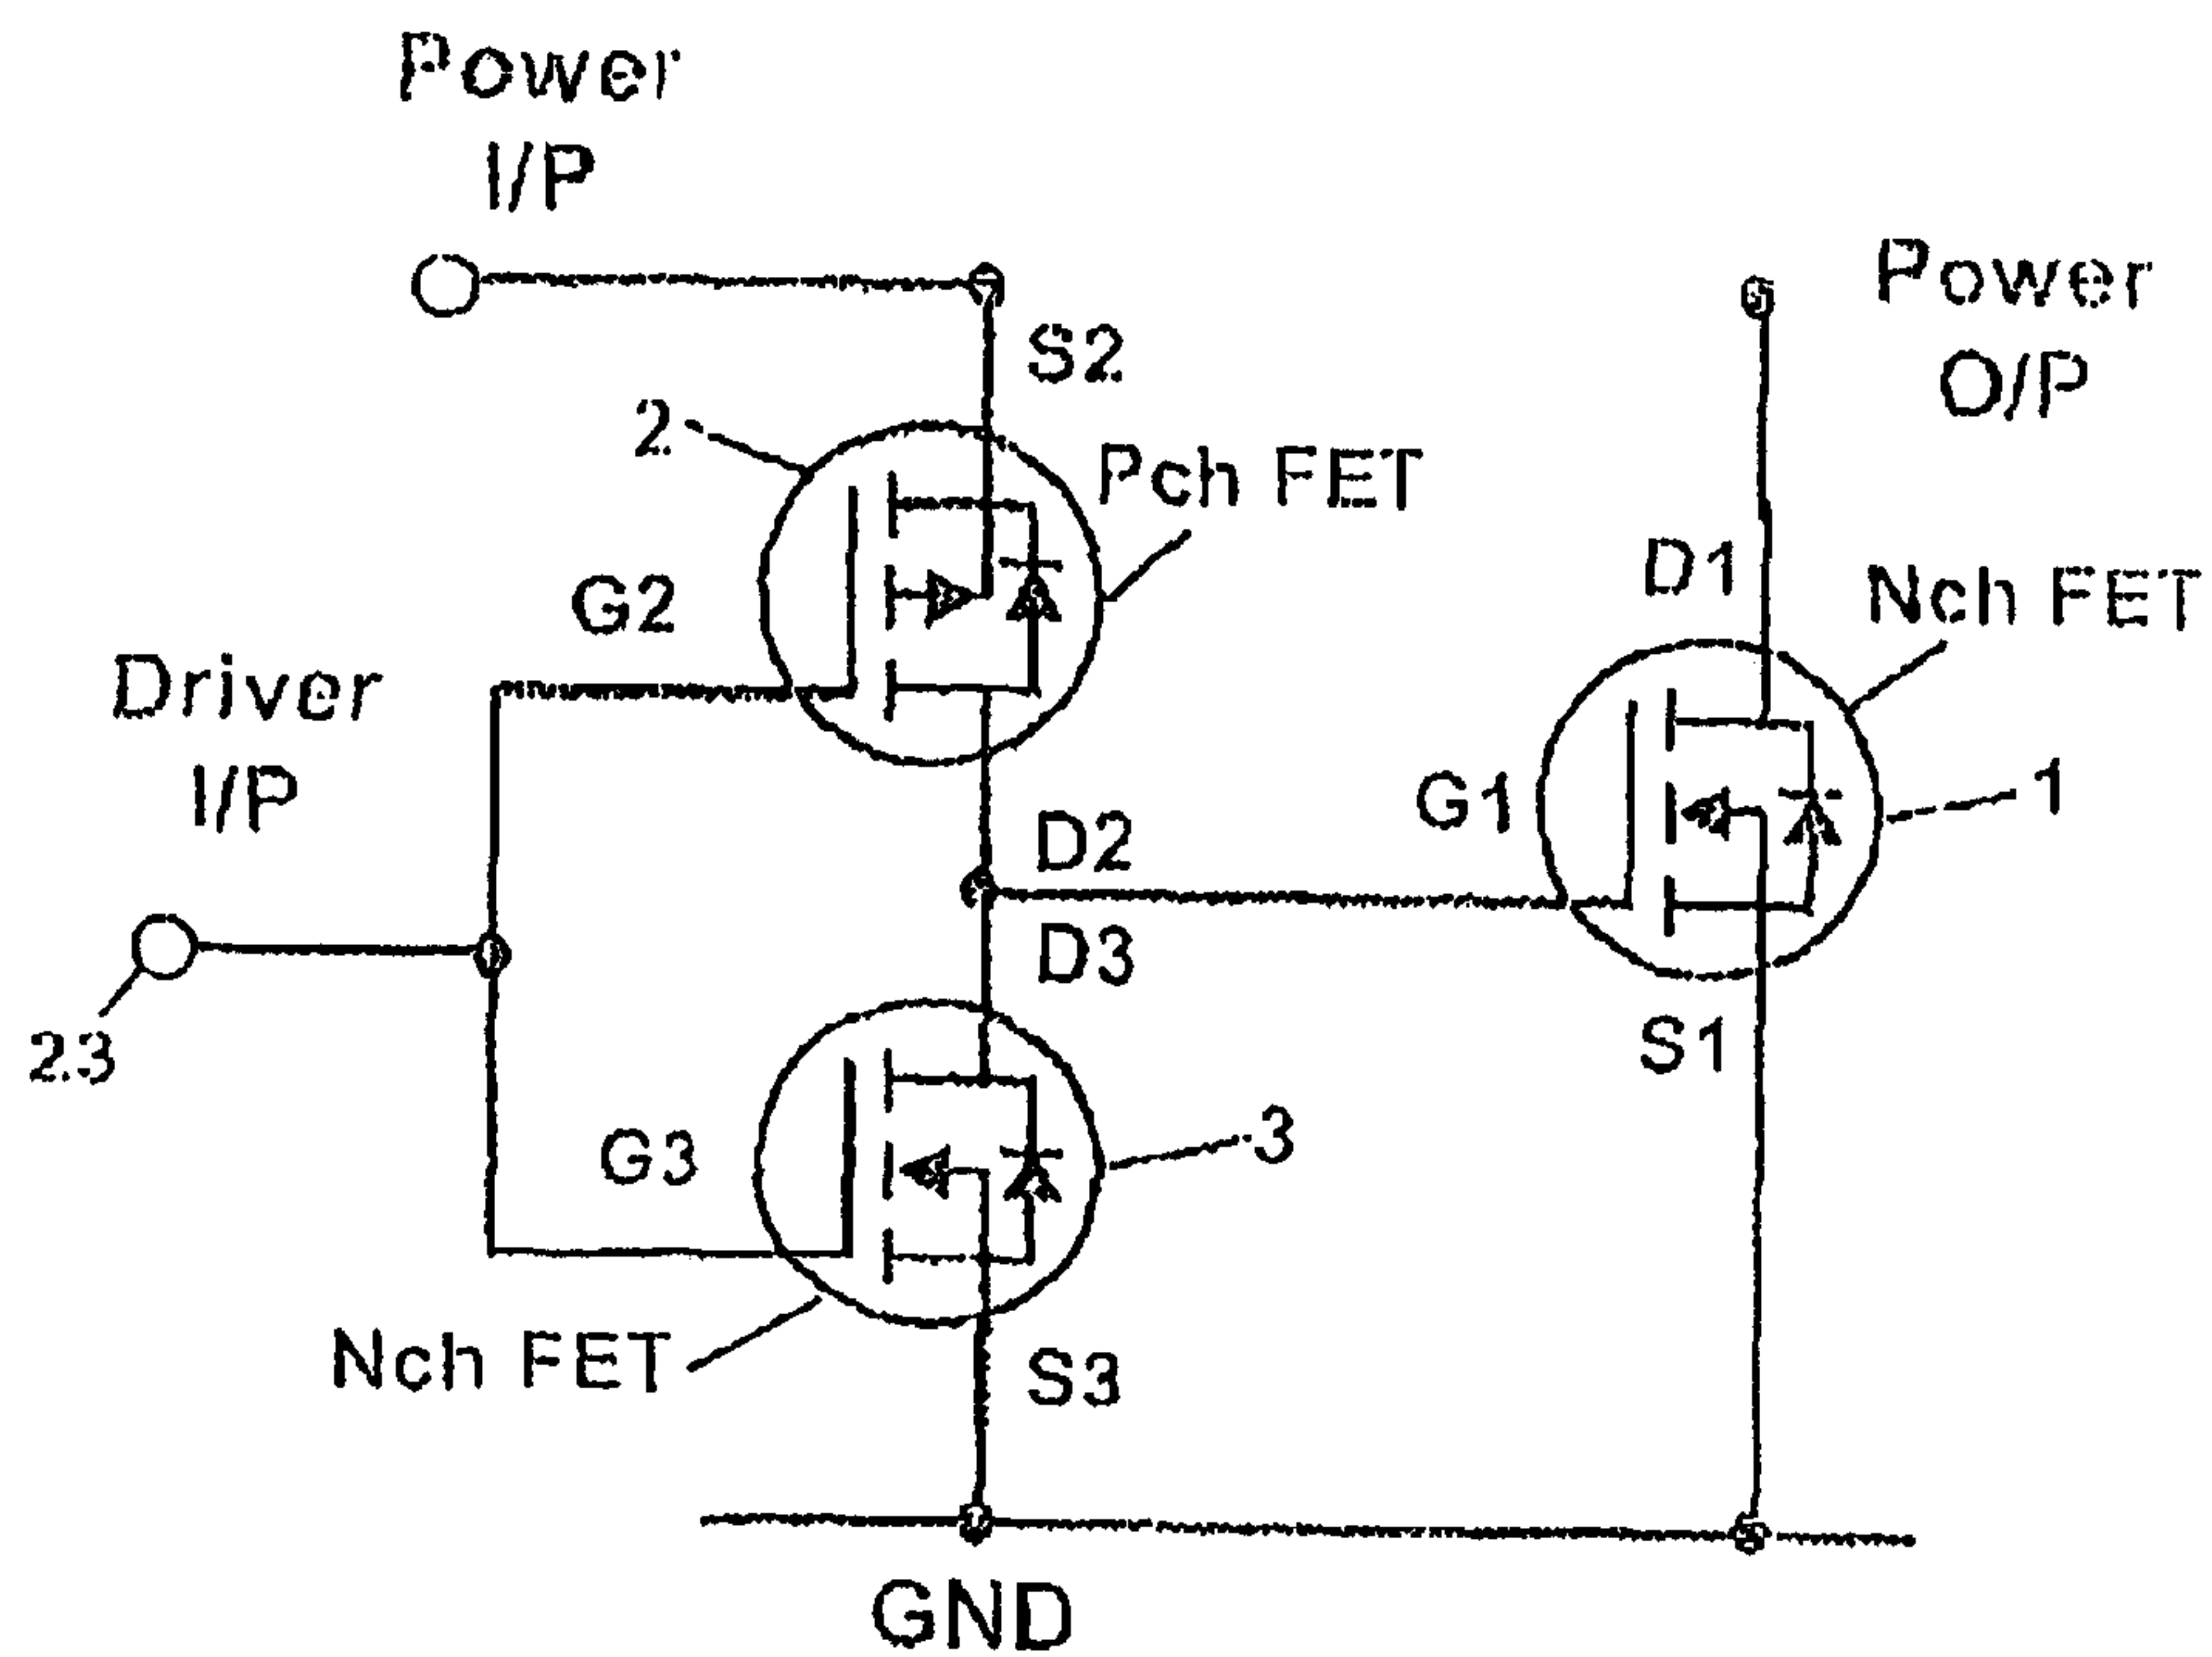 Power
I/P
Power
O/P
S2
2
Pch FET
D1
Nch FET
G2
Driver
I/P
G1
1
D2
D3
S1
23
G3
3
Nch FET
S3
GND